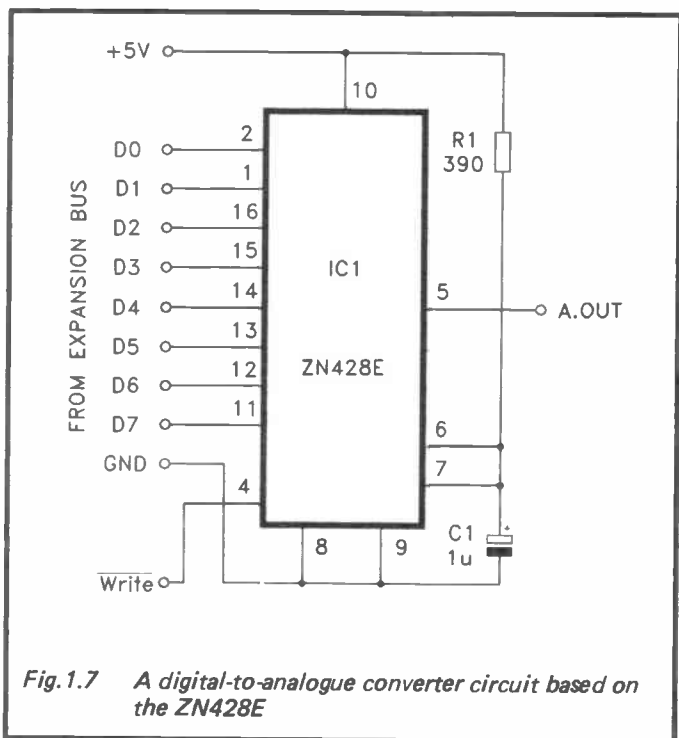 +5V
10
R1
390
FROM EXPANSION BUS
D0 2
D1 1
D2 16
D3 15
D4 14
D5 13
D6 12
D7 11
GND
4
Write
IC1
ZN428E
5
A.OUT
6
7
8
9
C1
1u
+
Fig.1.7 A digital-to-analogue converter circuit based on
the ZN428E